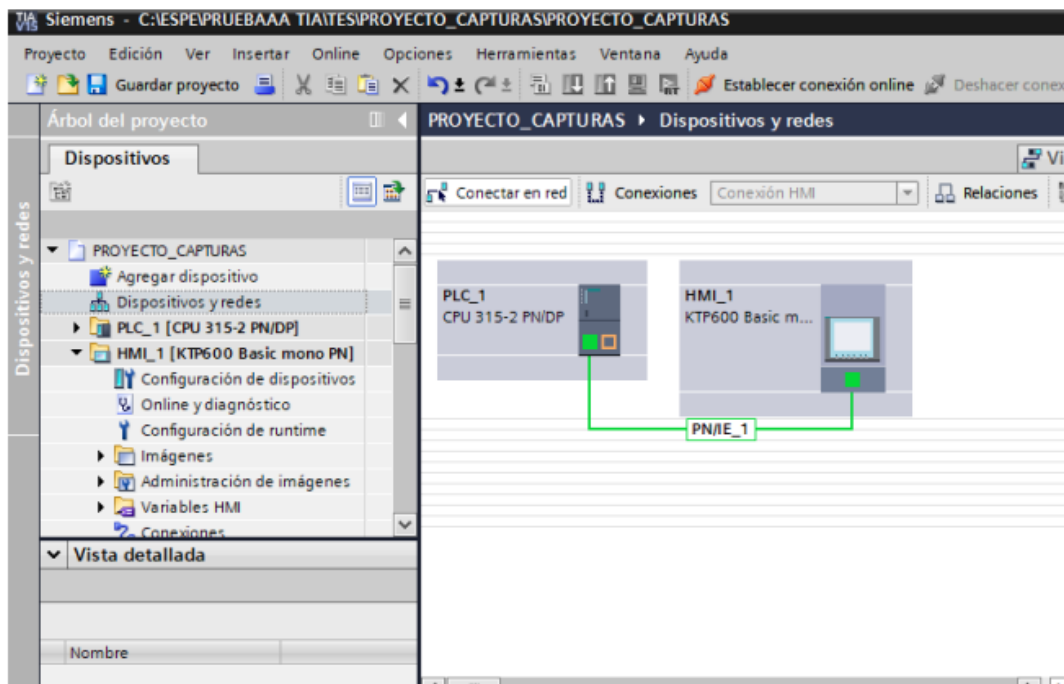 TIA V15 Siemens - C:\ESPE\PRUEBAAA TIA\TES\PROYECTO_CAPTURAS\PROYECTO_CAPTURAS
Proyecto Edición Ver Insertar Online Opciones Herramientas Ventana Ayuda
Guardar proyecto Establecer conexión online Deshacer conex
Árbol del proyecto
PROYECTO_CAPTURAS Dispositivos y redes
Dispositivos
Vi
Conectar en red Conexiones Conexión HMI Relaciones
Dispositivos y redes
PROYECTO_CAPTURAS
Agregar dispositivo
Dispositivos y redes
PLC_1 [CPU 315-2 PN/DP]
HMI_1 [KTP600 Basic mono PN]
Configuración de dispositivos
Online y diagnóstico
Configuración de runtime
Imágenes
Administración de imágenes
Variables HMI
Conexiones
PLC_1
CPU 315-2 PN/DP
HMI_1
KTP600 Basic m...
PN/IE_1
Vista detallada
Nombre